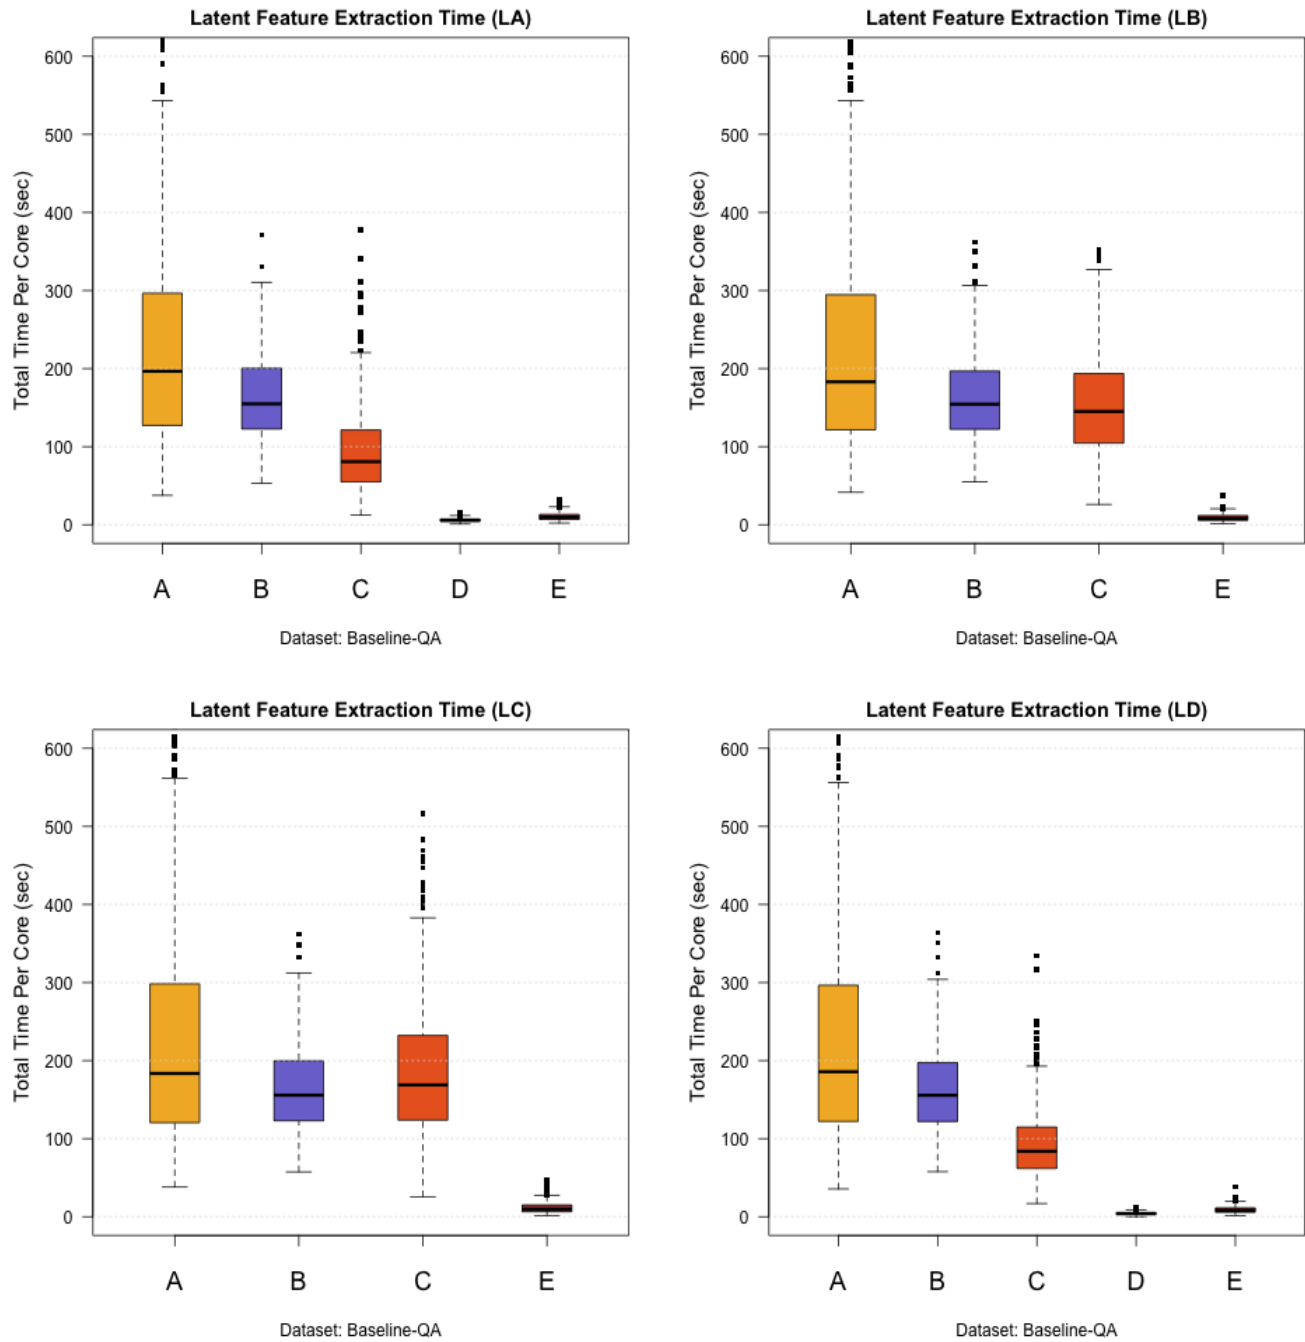 Latent Feature Extraction Time (LA)
Total Time Per Core (sec)
600
500
400
300
200
100
0
A B C D E
Dataset: Baseline-QA
Latent Feature Extraction Time (LB)
Total Time Per Core (sec)
600
500
400
300
200
100
0
A B C E
Dataset: Baseline-QA
Latent Feature Extraction Time (LC)
Total Time Per Core (sec)
600
500
400
300
200
100
0
A B C E
Dataset: Baseline-QA
Latent Feature Extraction Time (LD)
Total Time Per Core (sec)
600
500
400
300
200
100
0
A B C D E
Dataset: Baseline-QA